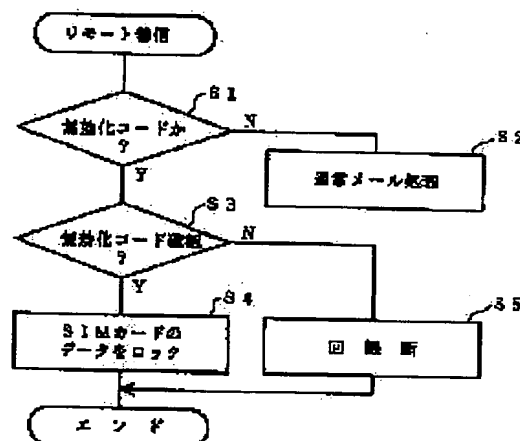 リモート着信
S1
無効化コードか
?
N
S2
Y
通常メール処理
S3
無効化コード確認
?
N
Y
S4
S5
SIMカードの
データをロック
回線断
エンド